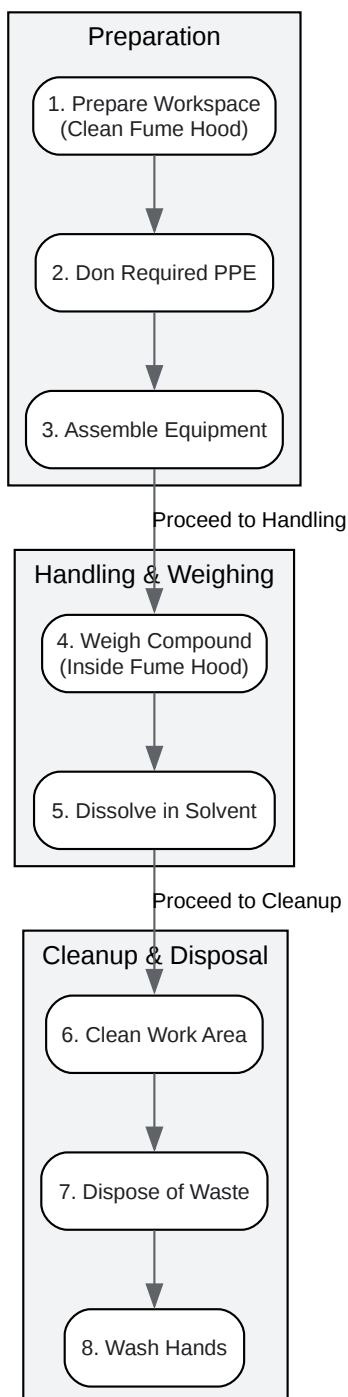 Preparation
1. Prepare Workspace
(Clean Fume Hood)
2. Don Required PPE
3. Assemble Equipment
Proceed to Handling
Handling & Weighing
4. Weigh Compound
(Inside Fume Hood)
5. Dissolve in Solvent
Proceed to Cleanup
Cleanup & Disposal
6. Clean Work Area
7. Dispose of Waste
8. Wash Hands